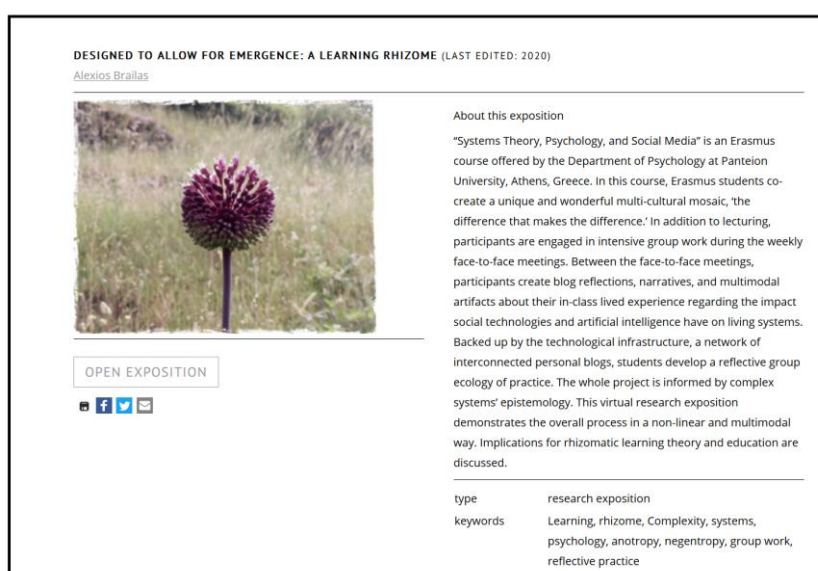 DESIGNED TO ALLOW FOR EMERGENCE: A LEARNING RHIZOME (LAST EDITED: 2020)
Alexios Brailas
OPEN EXPOSITION
About this exposition
“Systems Theory, Psychology, and Social Media” is an Erasmus
course offered by the Department of Psychology at Panteion
University, Athens, Greece. In this course, Erasmus students co-
create a unique and wonderful multi-cultural mosaic, ‘the
difference that makes the difference.’ In addition to lecturing,
participants are engaged in intensive group work during the weekly
face-to-face meetings. Between the face-to-face meetings,
participants create blog reflections, narratives, and multimodal
artifacts about their in-class lived experience regarding the impact
social technologies and artificial intelligence have on living systems.
Backed up by the technological infrastructure, a network of
interconnected personal blogs, students develop a reflective group
ecology of practice. The whole project is informed by complex
systems’ epistemology. This virtual research exposition
demonstrates the overall process in a non-linear and multimodal
way. Implications for rhizomatic learning theory and education are
discussed.
type research exposition
keywords Learning, rhizome, Complexity, systems,
psychology, anotropy, negentropy, group work,
reflective practice